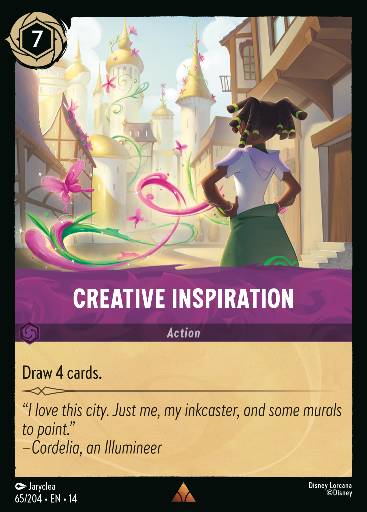 7
CREATIVE INSPIRATION
Action
Draw 4 cards.
“I love this city. Just me, my inkcaster, and some murals
to paint.”
–Cordelia, an Illumineer
Jaryclea
Disney Lorcana
65/204 • EN • 14
©Disney